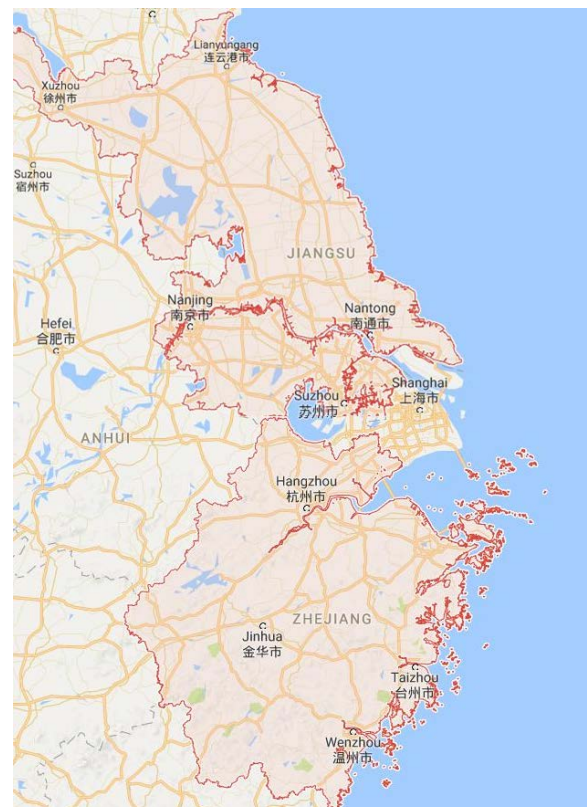 Lianyungang
连云港市
Xuzhou
徐州市
Suzhou
宿州市
JIANGSU
Nanjing
南京市
Nantong
南通市
Hefei
合肥市
Shanghai
上海市
Suzhou
苏州市
ANHUI
Hangzhou
杭州市
ZHEJIANG
Jinhua
金华市
Taizhou
台州市
Wenzhou
温州市